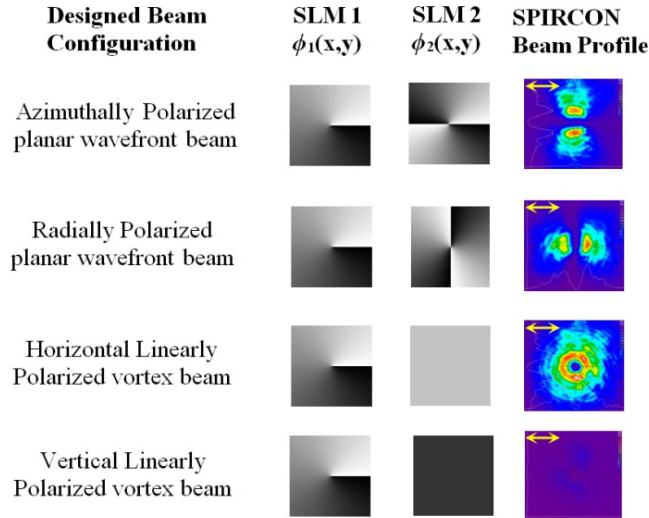 Designed Beam Configuration
SLM 1 ϕ₁(x,y)
SLM 2 ϕ₂(x,y)
SPIRCON Beam Profile
Azimuthally Polarized
planar wavefront beam
Radially Polarized
planar wavefront beam
Horizontal Linearly
Polarized vortex beam
Vertical Linearly
Polarized vortex beam